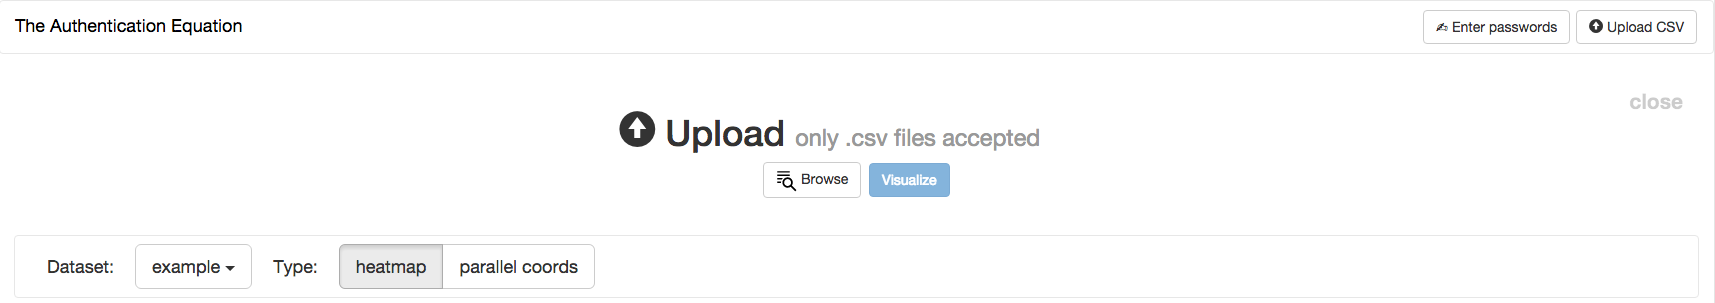 The Authentication Equation Enter passwords Upload CSV
close
Upload only .csv files accepted
Browse Visualize
Dataset: example Type: heatmap parallel coords